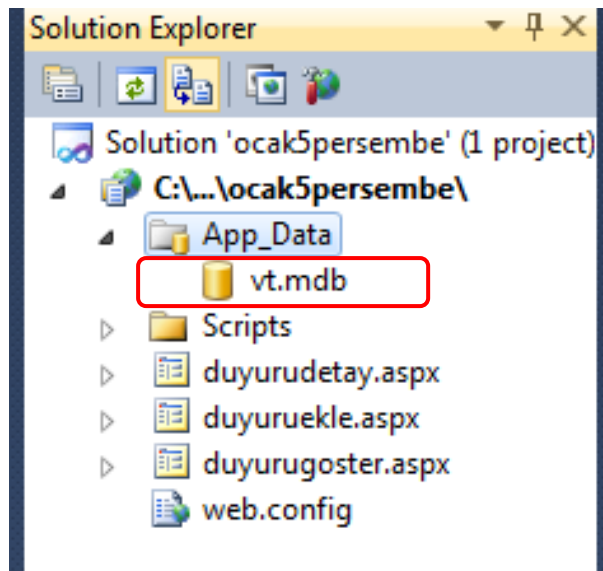 Solution Explorer
Solution 'ocak5persembe' (1 project)
C:\...\ocak5persembe\
App_Data
vt.mdb
Scripts
duyurudetay.aspx
duyuruekle.aspx
duyurugoster.aspx
web.config